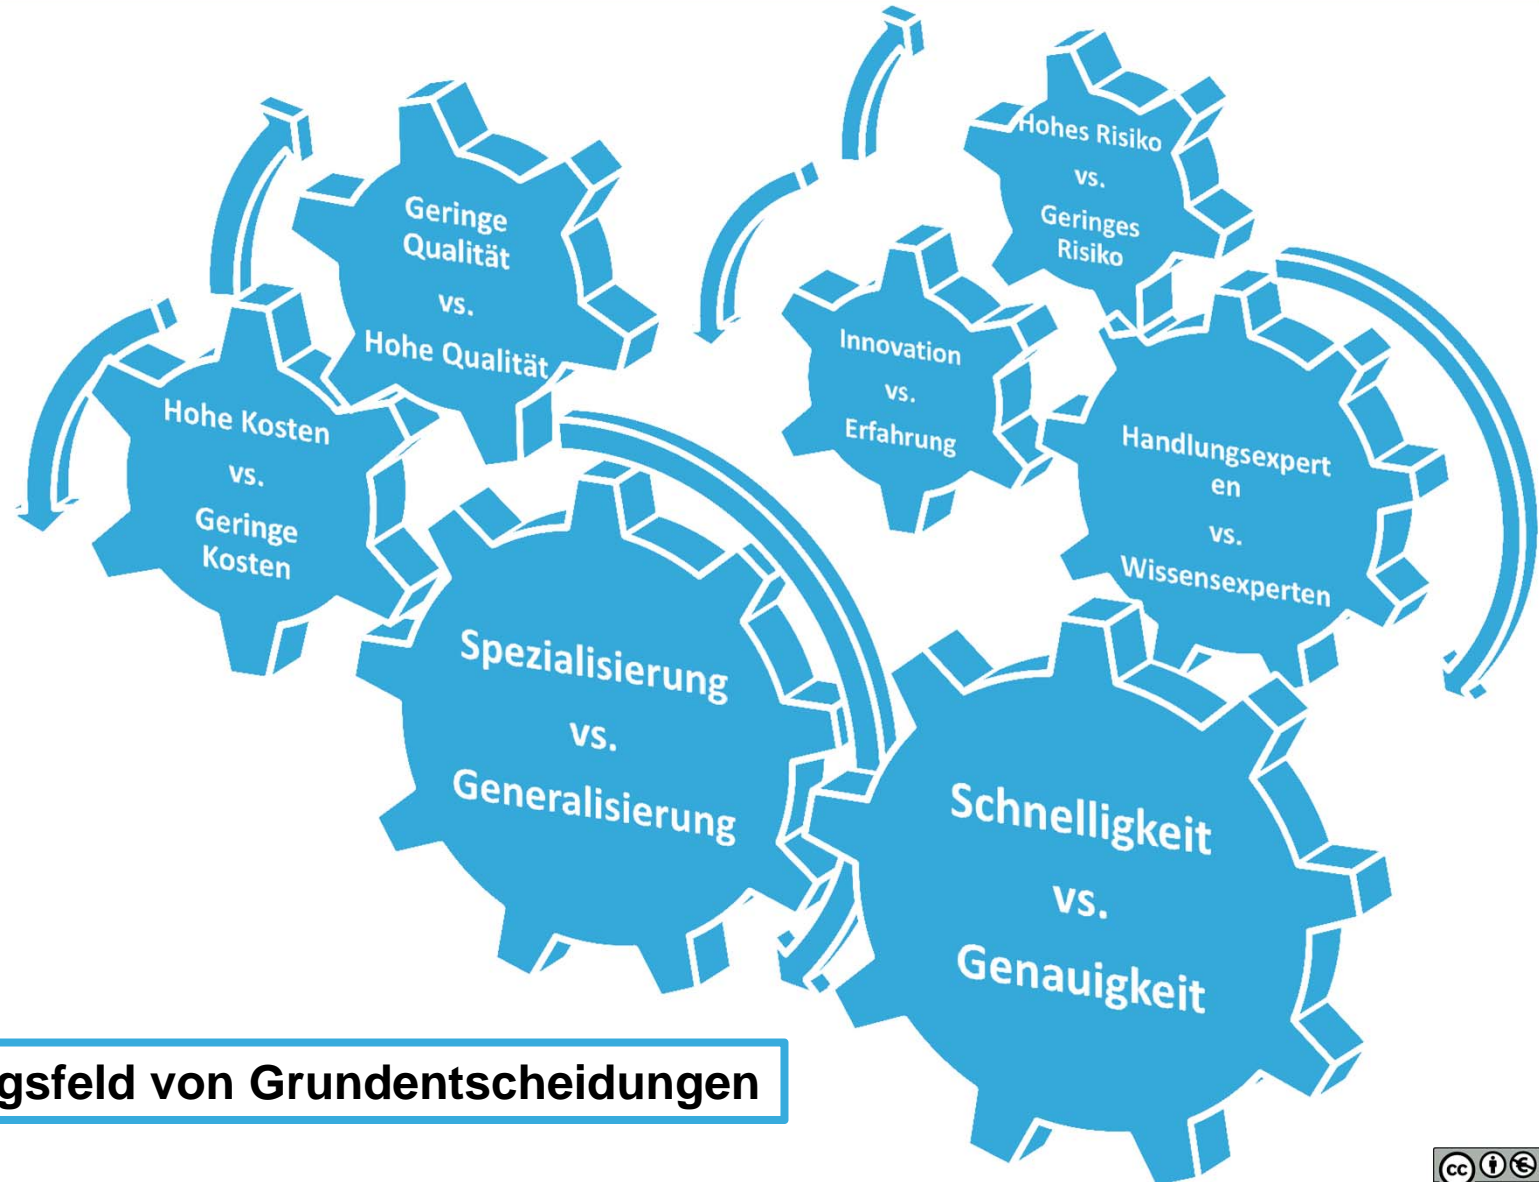 Geringe
Qualität
vs.
Hohe Qualität
Hohe Kosten
vs.
Geringe
Kosten
Spezialisierung
vs.
Generalisierung
Hohes Risiko
vs.
Geringes
Risiko
Innovation
vs.
Erfahrung
Handlungsexpert
en
vs.
Wissensexperten
Schnelligkeit
vs.
Genauigkeit
gsfeld von Grundentscheidungen
cc